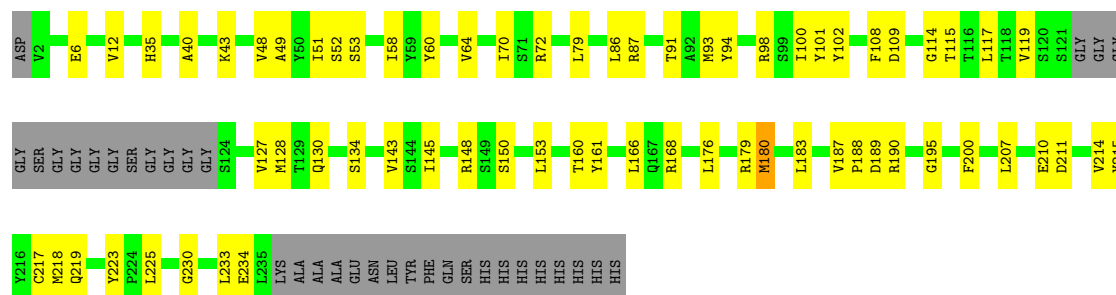 ASP V2 E6 V12 H35 A40 K43 V48 A49 Y50 I51 S52 S53 I58 Y59 Y60 V64 I70 S71 R72 L79 L86 R87 T91 A92 M93 Y94 R98 S99 I100 Y101 Y102 F108 D109 G114 T115 T116 L117 T118 V119 S120 S121 GLY GLY GLY
GLY SER GLY GLY GLY GLY SER GLY GLY GLY GLY S124 V127 M128 T129 Q130 S134 V143 S144 I145 R148 S149 S150 L153 T160 Y161 L166 Q167 R168 L176 R179 M180 L183 V187 P188 D189 R190 G195 F200 L207 E210 D211 V214
Y216 C217 M218 Q219 Y223 P224 L225 G230 L233 E234 L235 LYS ALA ALA ALA GLU ASN LEU TYR PHE GLN SER HIS HIS HIS HIS HIS HIS HIS HIS